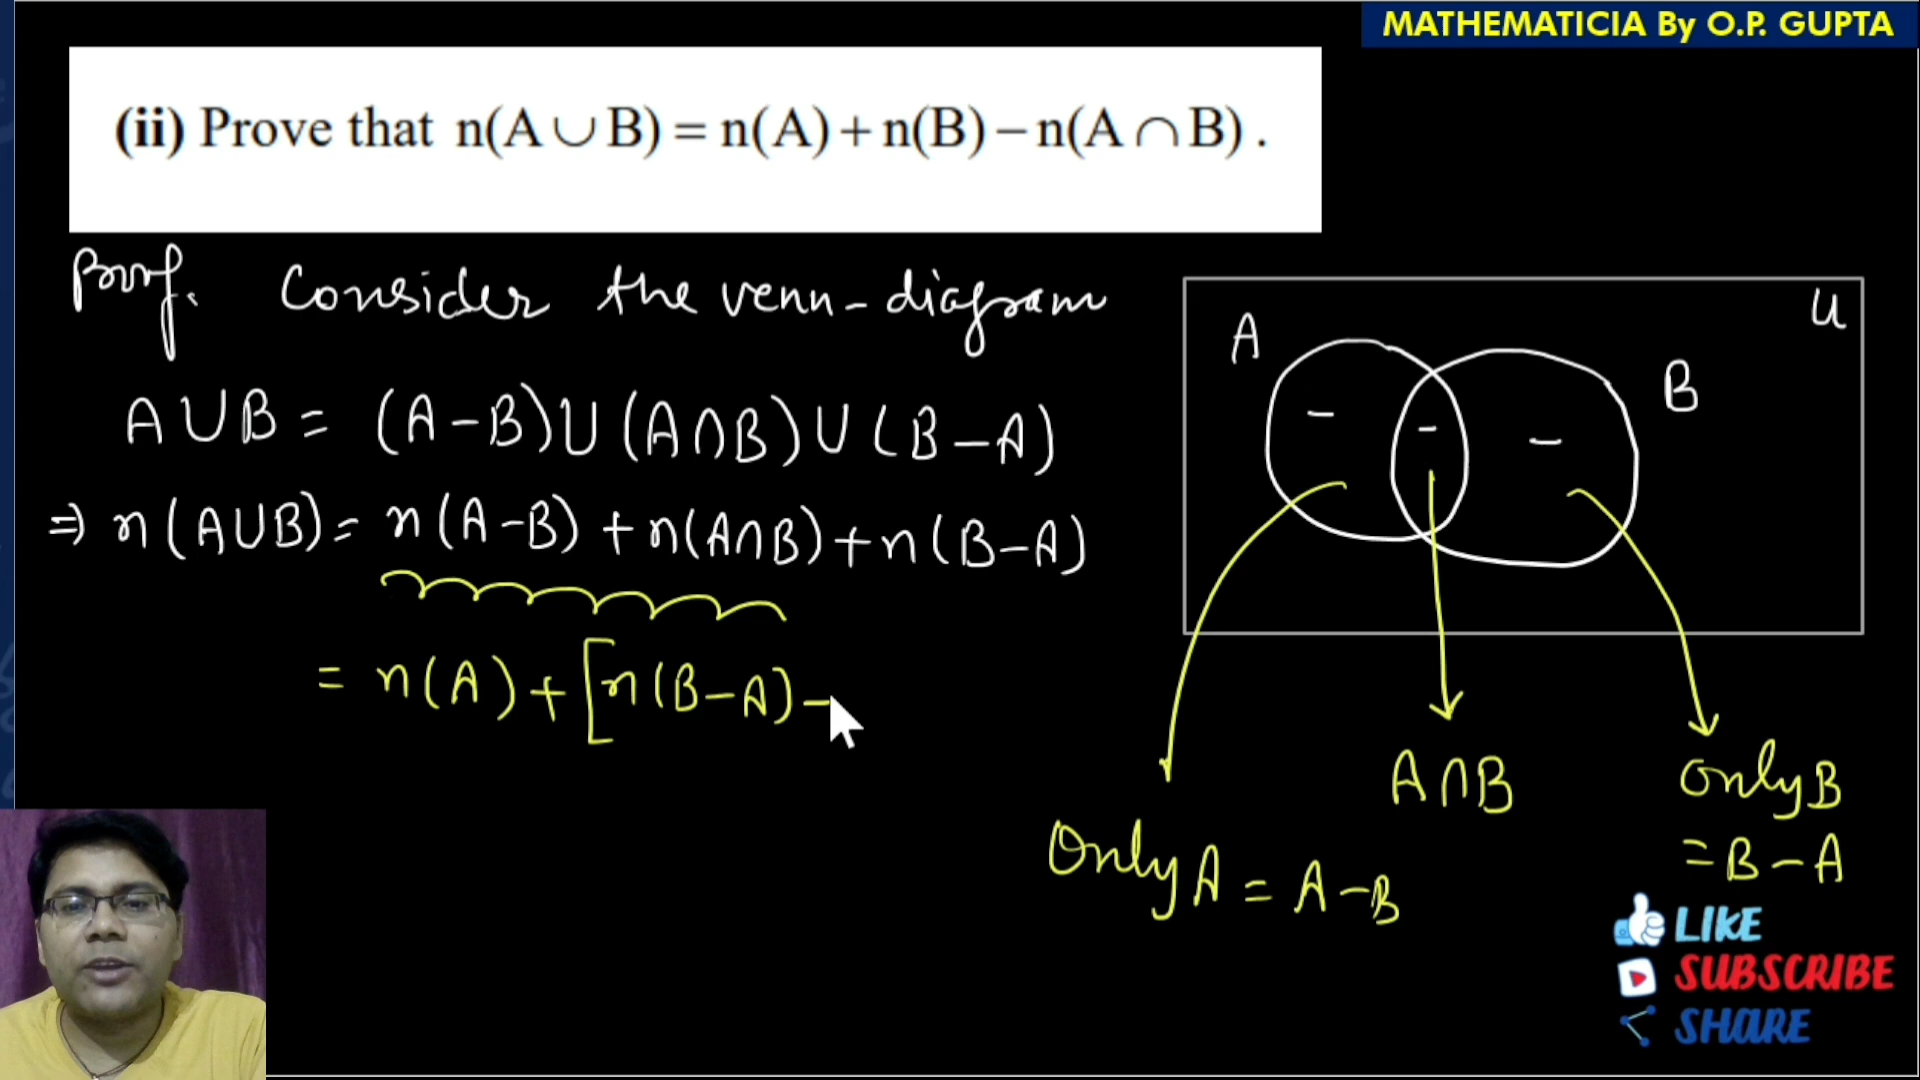 MATHEMATICIA By O.P. GUPTA
(ii) Prove that n(A ∪ B) = n(A) + n(B) − n(A ∩ B) .
Proof. Consider the venn-diagram
A∪B = (A−B)∪(A∩B)∪(B−A)
⇒ n(A∪B) = n(A−B) + n(A∩B) + n(B−A)
= n(A) + [n(B−A) −
U
A
B
A∩B
Only B
= B − A
Only A = A − B
LIKE
SUBSCRIBE
SHARE